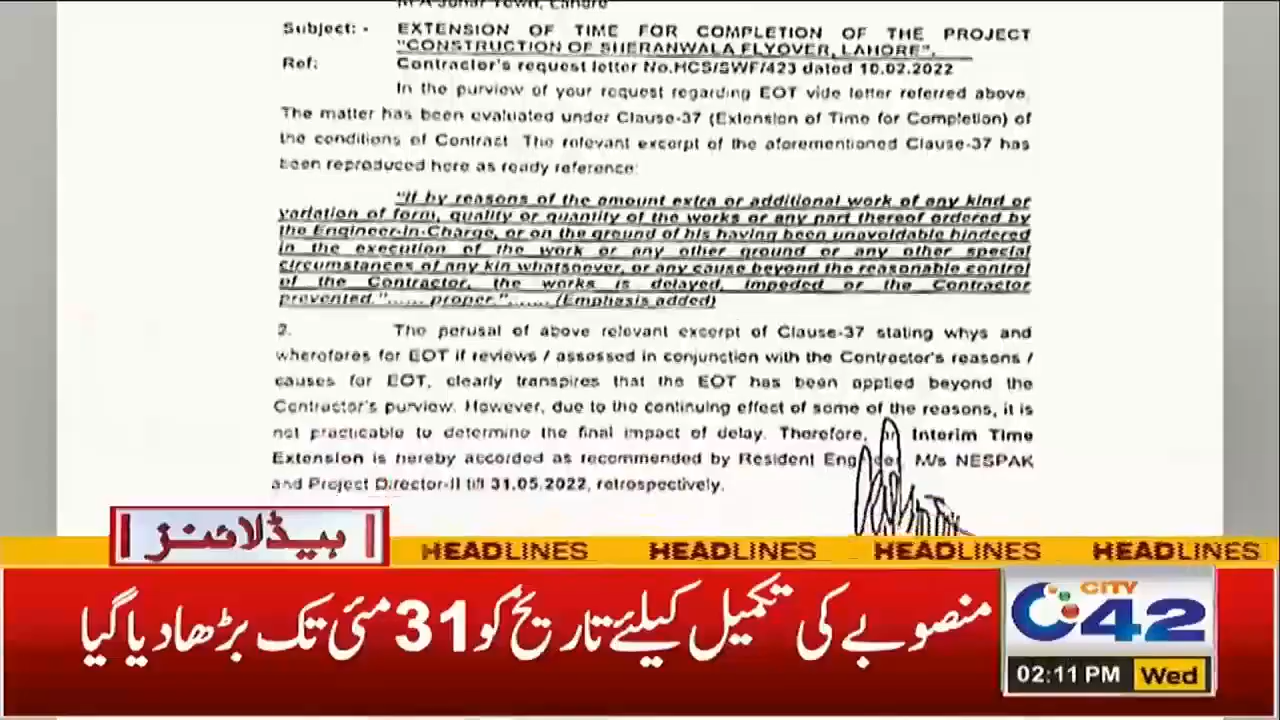 Subject: - EXTENSION OF TIME FOR COMPLETION OF THE PROJECT
"CONSTRUCTION OF SHERANWALA FLYOVER, LAHORE".
Ref: Contractor's request letter No.HCS/SWF/423 dated 10.02.2022
In the purview of your request regarding EOT vide letter referred above.
The matter has been evaluated under Clause-37 (Extension of Time for Completion) of
the conditions of Contract. The relevant excerpt of the aforementioned Clause-37 has
been reproduced here as ready reference:
"If by reasons of the amount extra or additional work of any kind or
variation of form, quality or quantity of the works or any part thereof ordered by
the Engineer-In-Charge, or on the ground of his having been unavoidable hindered
in the execution of the work or any other ground or any other special
circumstances of any kin whatsoever, or any cause beyond the reasonable control
of the Contractor, the works is delayed, impeded or the Contractor
prevented."...... proper."....... (Emphasis added)
2. The perusal of above relevant excerpt of Clause-37 stating whys and
wherefores for EOT if reviews / assessed in conjunction with the Contractor's reasons /
causes for EOT, clearly transpires that the EOT has been applied beyond the
Contractor's purview. However, due to the continuing effect of some of the reasons, it is
not practicable to determine the final impact of delay. Therefore, an Interim Time
Extension is hereby accorded as recommended by Resident Engineer, M/s NESPAK
and Project Director-II till 31.05.2022, retrospectively.
ہیڈلائنز
HEADLINES HEADLINES HEADLINES HEADLINES
منصوبے کی تکمیل کیلئے تاریخ کو 31 مئی تک بڑھا دیا گیا
CITY
42
02:11 PM Wed